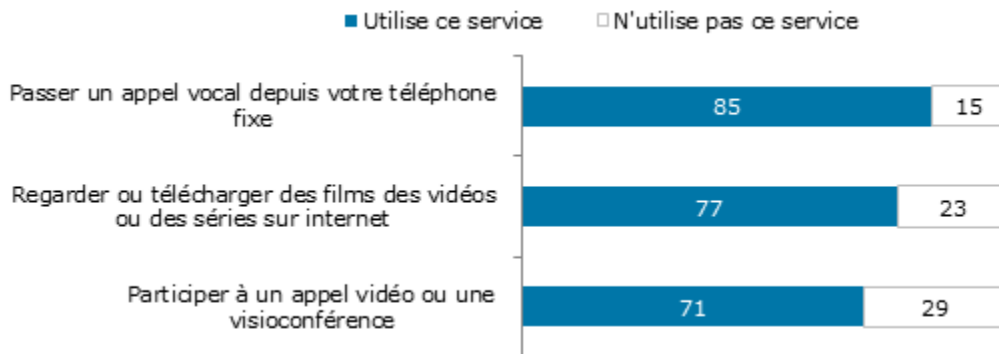 Utilise ce service N'utilise pas ce service
Passer un appel vocal depuis votre téléphone
fixe
85 15
Regarder ou télécharger des films des vidéos
ou des séries sur internet
77 23
Participer à un appel vidéo ou une
visioconférence
71 29